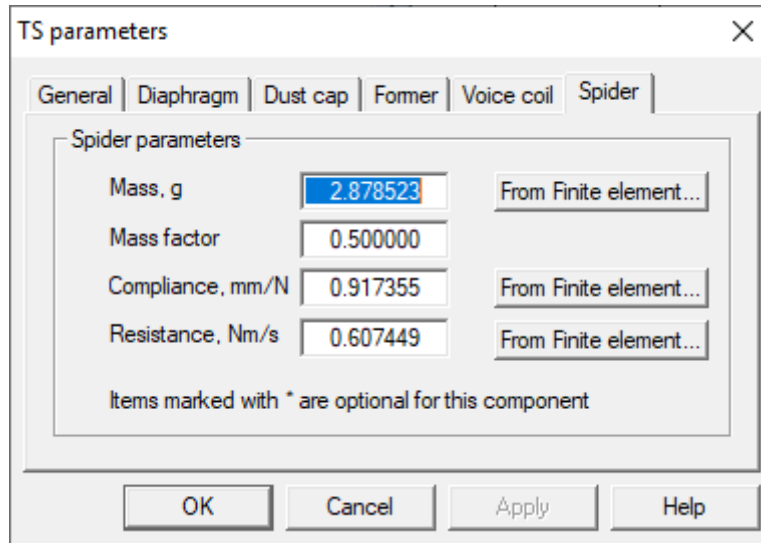 TS parameters
General Diaphragm Dust cap Former Voice coil Spider
Spider parameters
Mass, g 2.878523 From Finite element...
Mass factor 0.500000
Compliance, mm/N 0.917355 From Finite element...
Resistance, Nm/s 0.607449 From Finite element...
Items marked with * are optional for this component
OK Cancel Apply Help